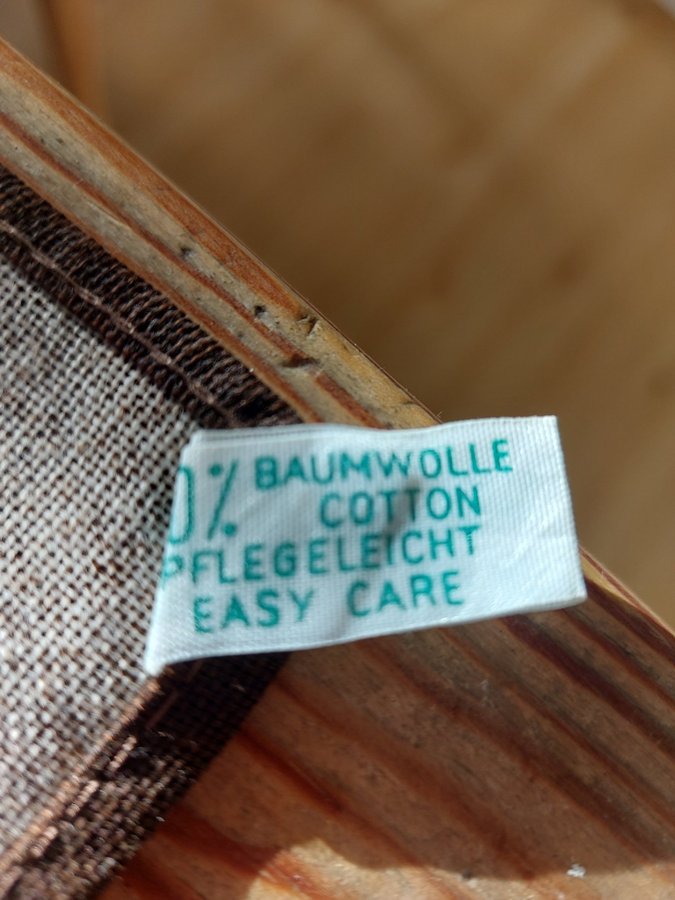 0% BAUMWOLLE
COTTON
PFLEGELEICHT
EASY CARE